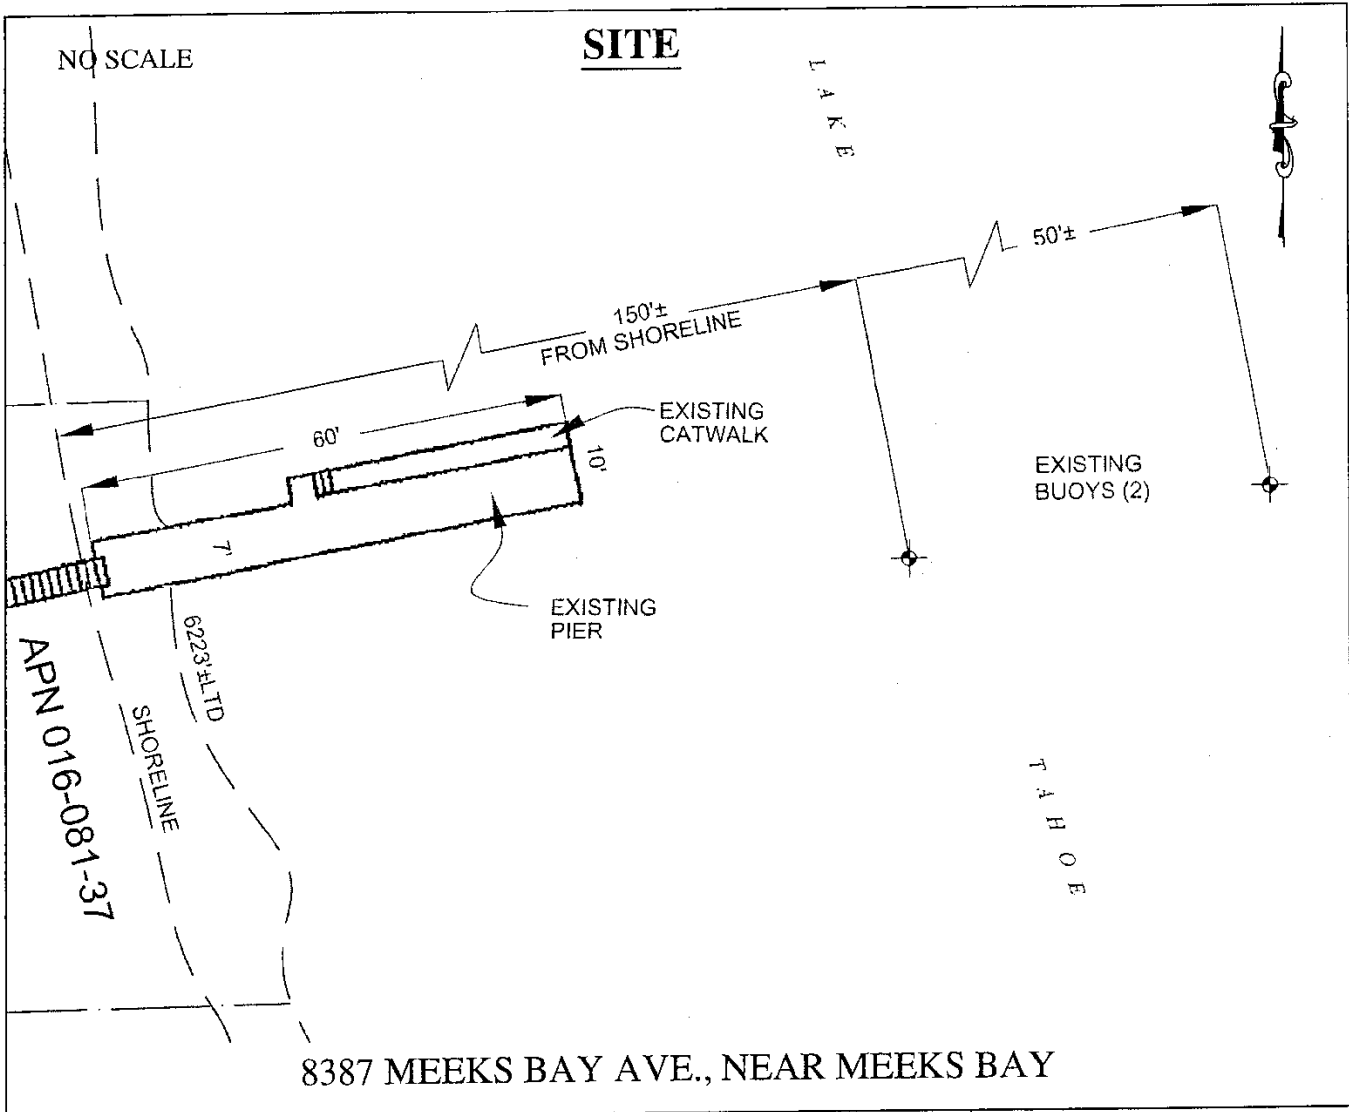 NO SCALE
SITE
LAKE
50'±
150'±
FROM SHORELINE
60'
EXISTING
CATWALK
10'
EXISTING
BUOYS (2)
7'
EXISTING
PIER
6223'±LTD
APN 016-081-37
SHORELINE
TAHOE
8387 MEEKS BAY AVE., NEAR MEEKS BAY